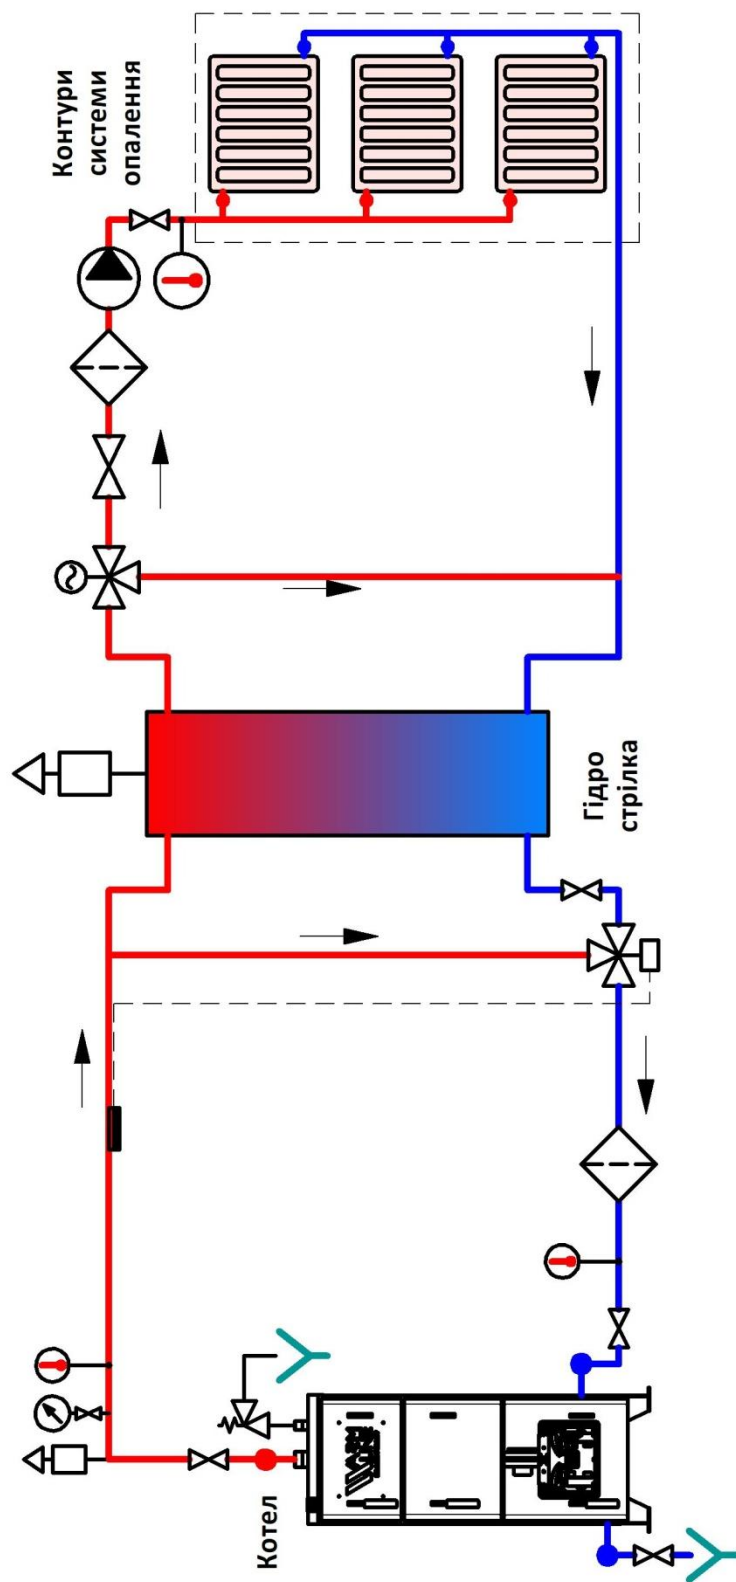 Контури
системи
опалення
Гідро
стрілка
Котел